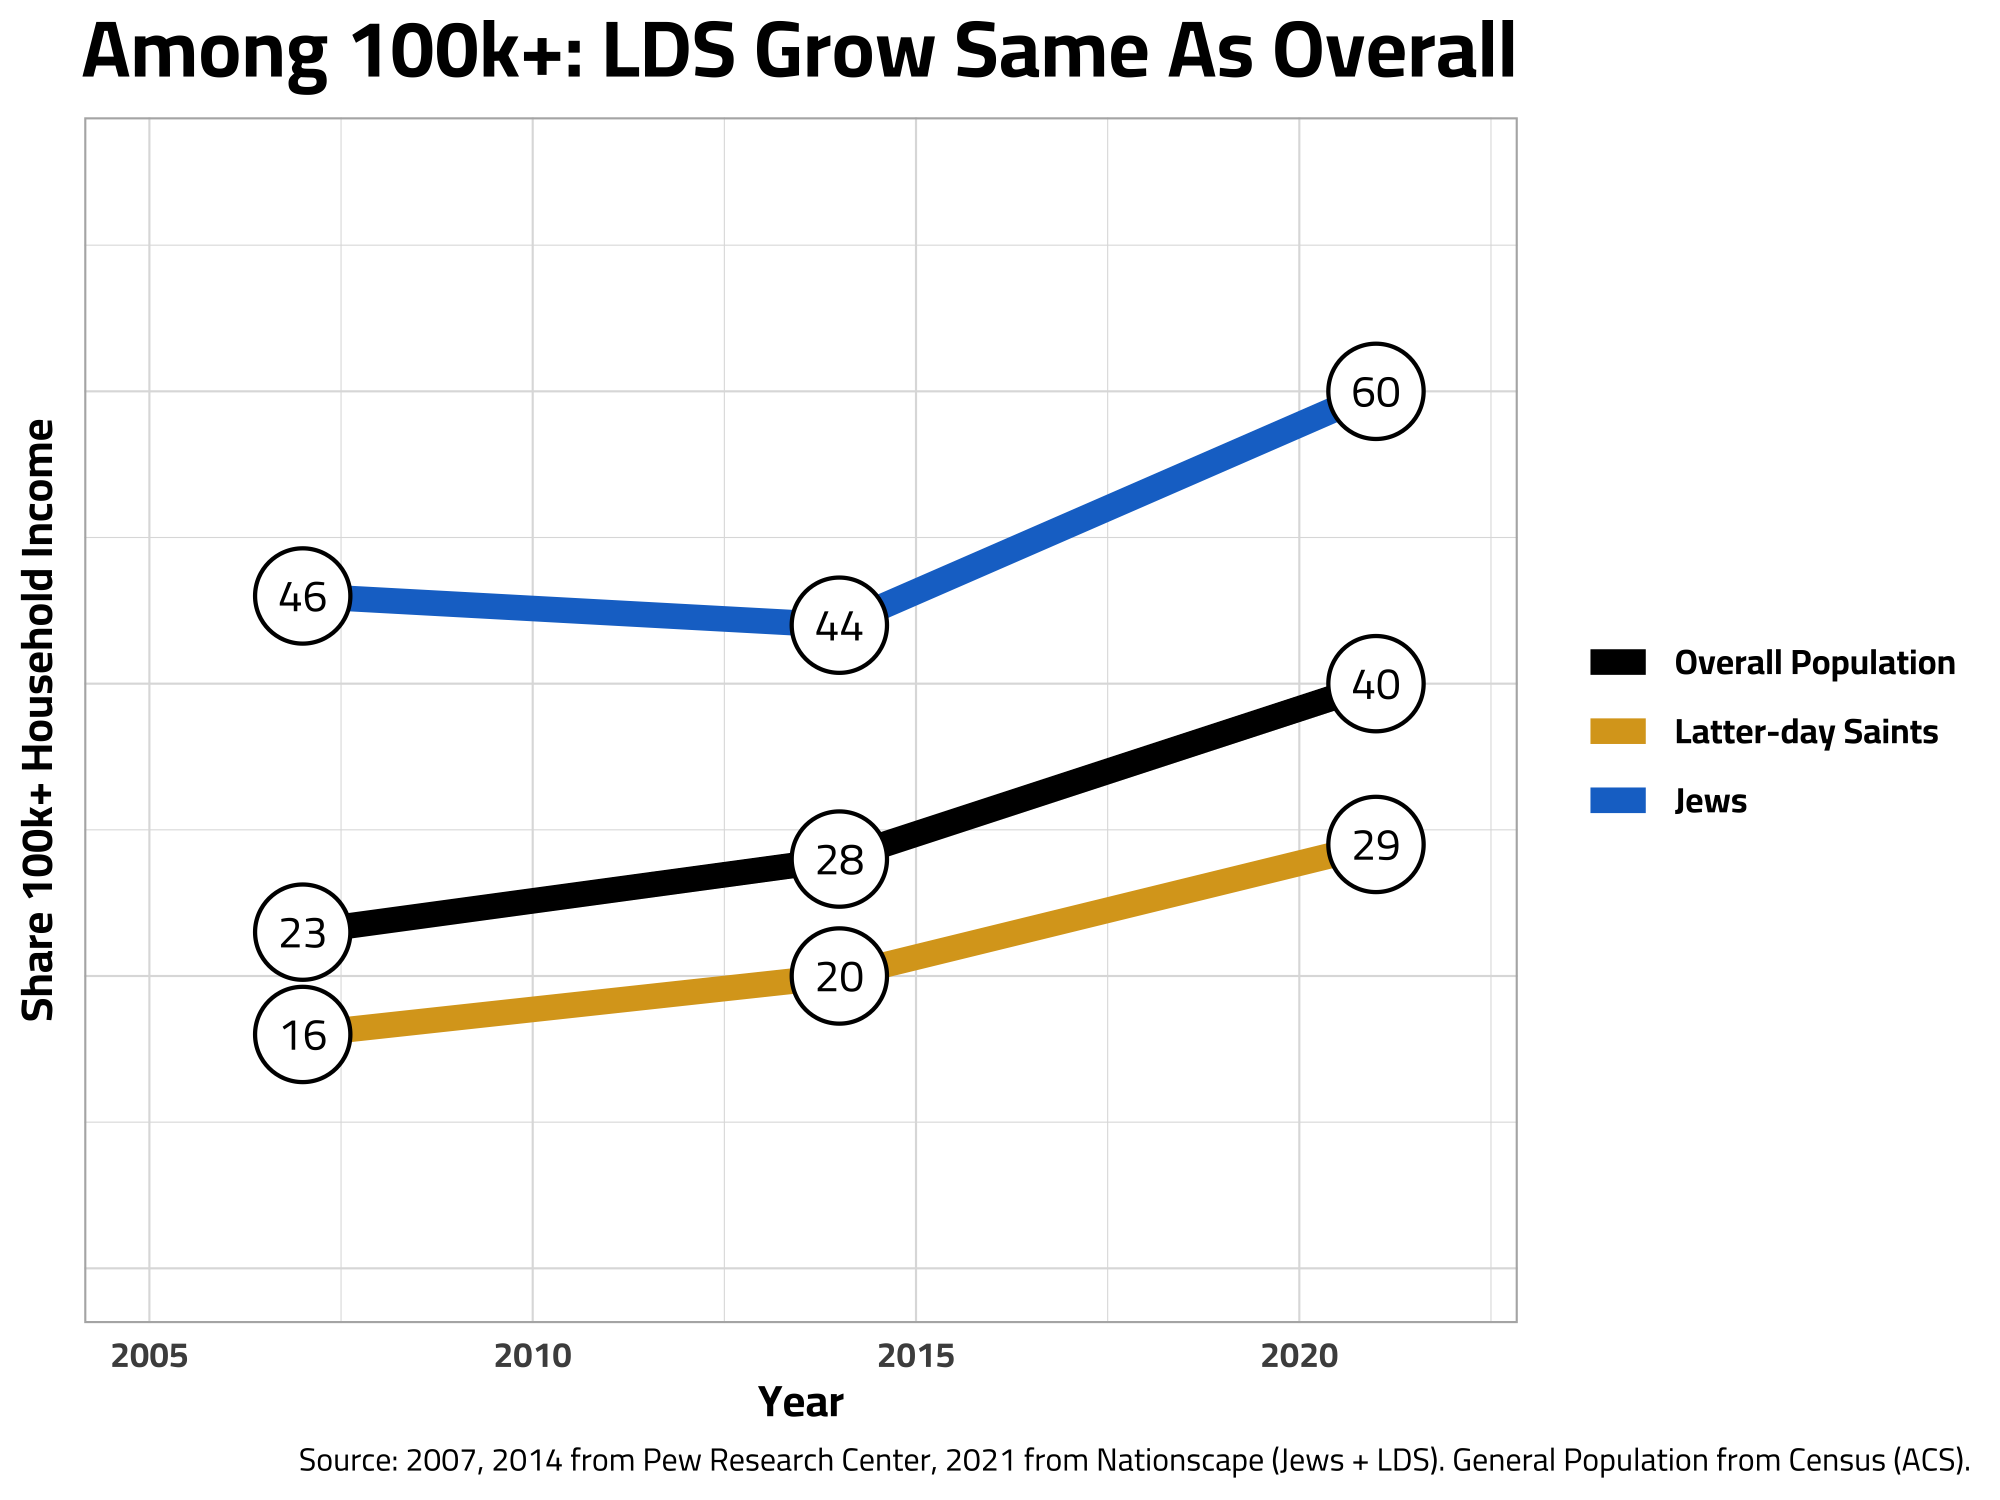 Among 100k+: LDS Grow Same As Overall
Share 100k+ Household Income
60
46
44
40
29
28
23
20
16
Overall Population
Latter-day Saints
Jews
2005 2010 2015 2020
Year
Source: 2007, 2014 from Pew Research Center, 2021 from Nationscape (Jews + LDS). General Population from Census (ACS).